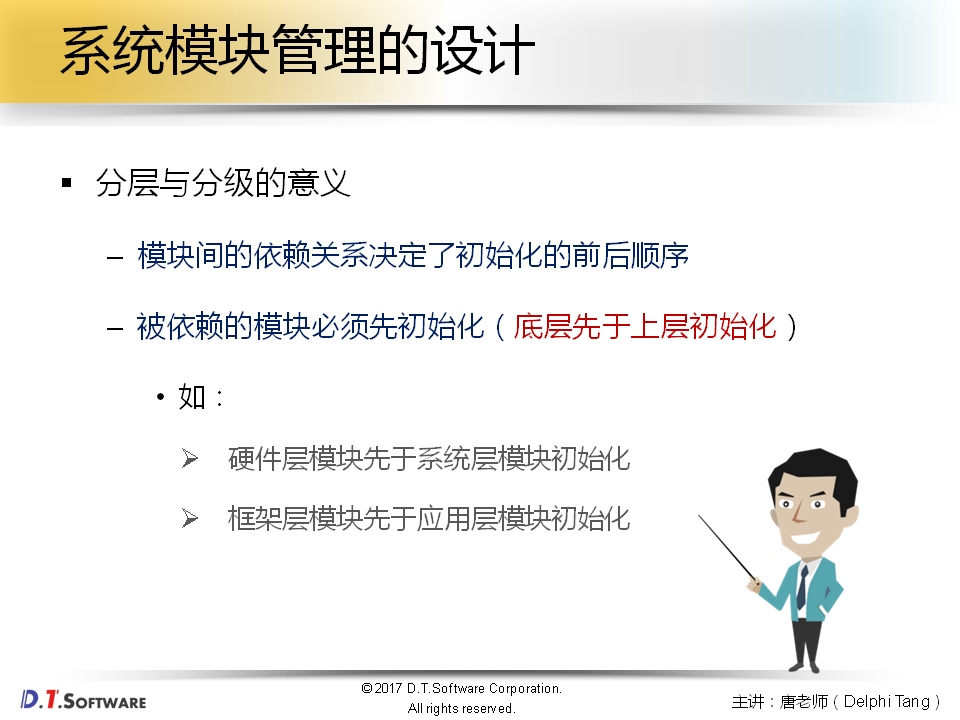 系统模块管理的设计
▪ 分层与分级的意义
– 模块间的依赖关系决定了初始化的前后顺序
– 被依赖的模块必须先初始化（底层先于上层初始化）
• 如：
➢ 硬件层模块先于系统层模块初始化
➢ 框架层模块先于应用层模块初始化
D.T.SOFTWARE
©2017 D.T.Software Corporation.
All rights reserved.
主讲：唐老师（Delphi Tang）